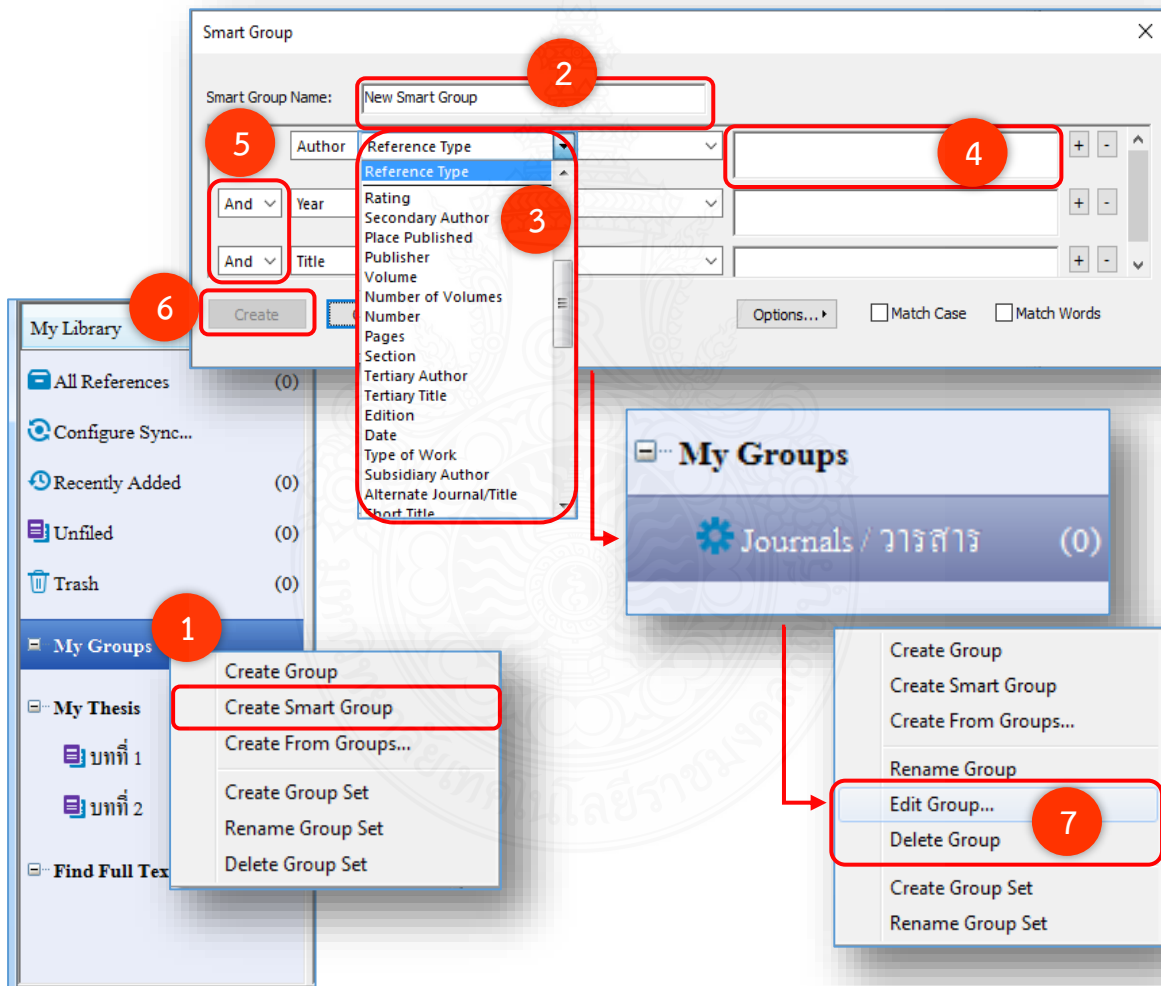 Smart Group
2
Smart Group Name: New Smart Group
5
Author Reference Type
4
+ -
Reference Type
And Year
+ -
Rating
Secondary Author
3
Place Published
Publisher
And Title
+ -
Volume
Number of Volumes
Number
Pages
Section
Tertiary Author
Tertiary Title
Edition
Date
Type of Work
Subsidiary Author
Alternate Journal/Title
Short Title
6
Create
Options...
Match Case
Match Words
My Library
All References (0)
Configure Sync...
Recently Added (0)
Unfiled (0)
Trash (0)
1
My Groups
My Thesis
บทที่ 1
บทที่ 2
Find Full Tex
Create Group
Create Smart Group
Create From Groups...
Create Group Set
Rename Group Set
Delete Group Set
My Groups
Journals / วารสาร (0)
Create Group
Create Smart Group
Create From Groups...
Rename Group
Edit Group...
7
Delete Group
Create Group Set
Rename Group Set